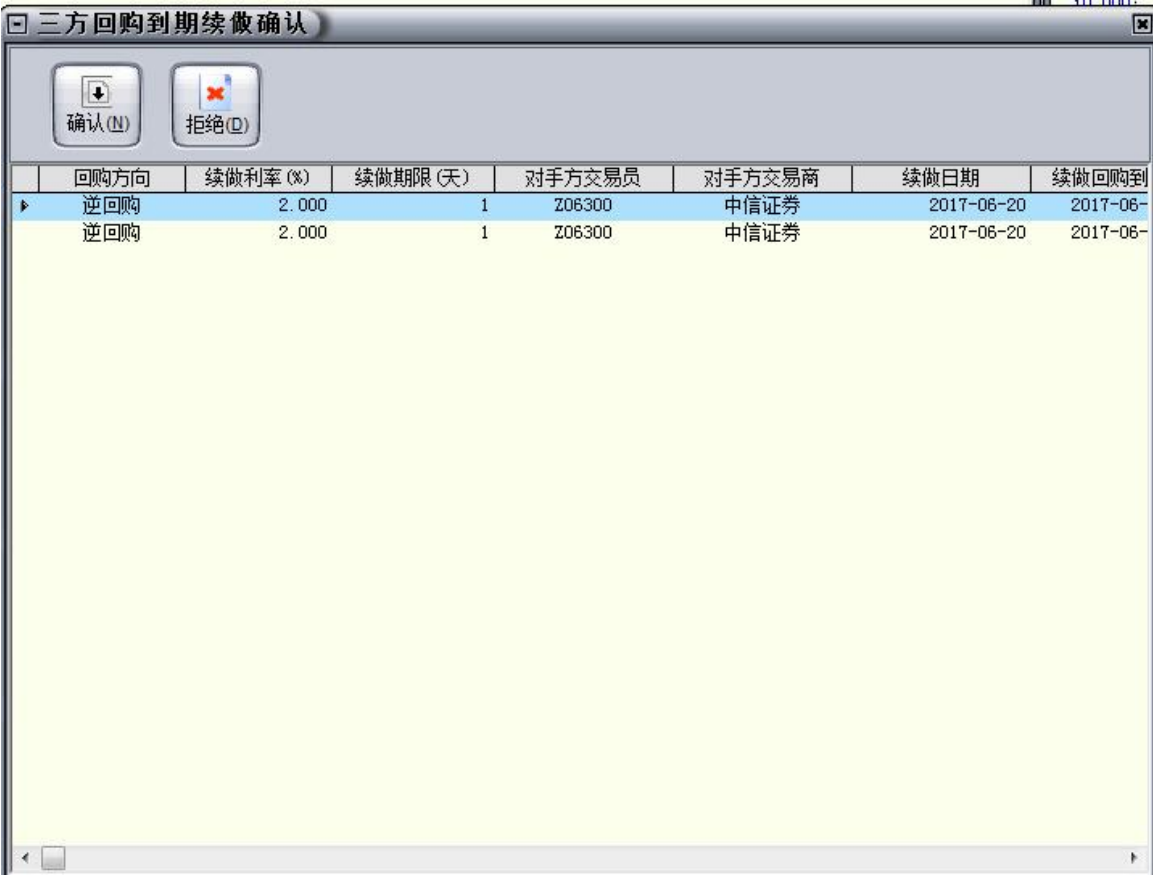 三方回购到期续做确认
确认(N) 拒绝(D)
回购方向 续做利率(%) 续做期限(天) 对手方交易员 对手方交易商 续做日期 续做回购到
逆回购 2.000 1 Z06300 中信证券 2017-06-20 2017-06-
逆回购 2.000 1 Z06300 中信证券 2017-06-20 2017-06-